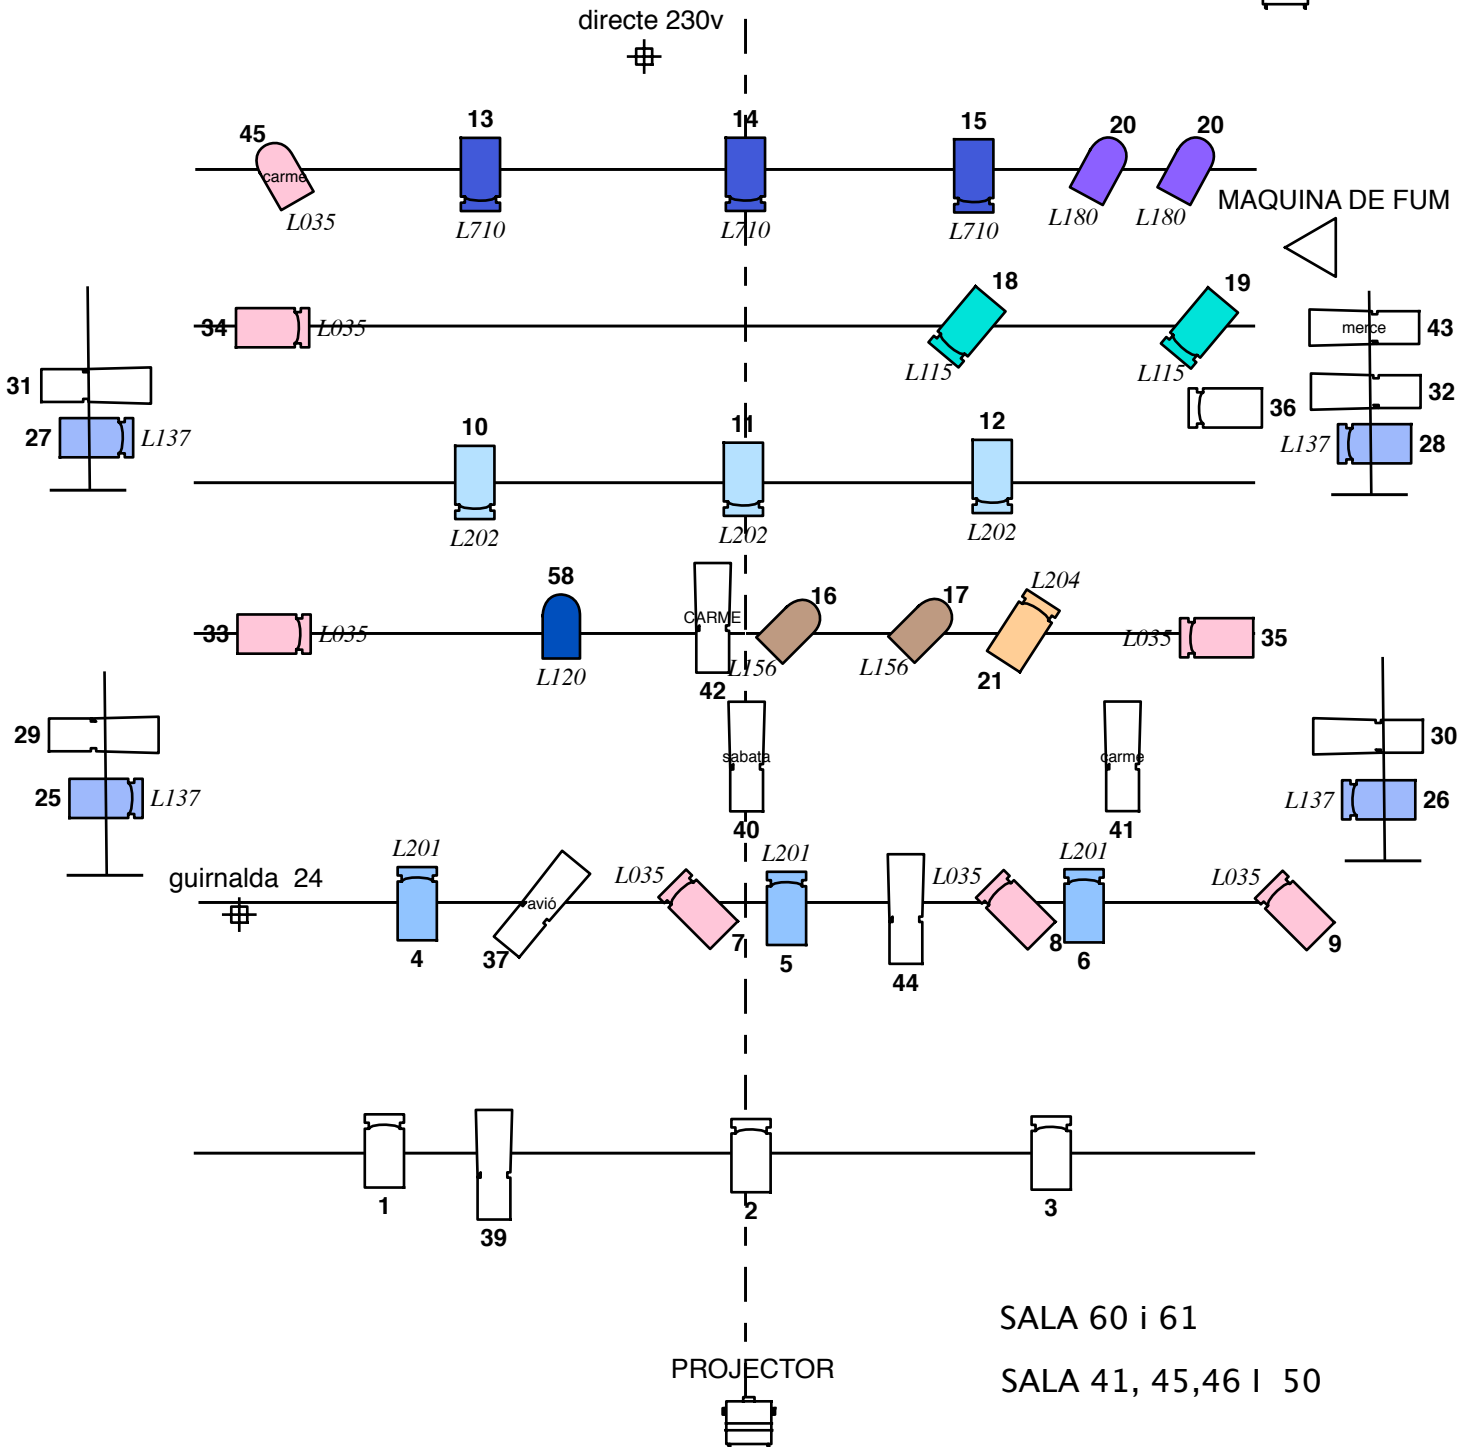 directe 230v
45
13
14
15
20
20
carme
L035
L710
L710
L710
L180
L180
MAQUINA DE FUM
18
19
34
L035
merce
43
L115
L115
31
32
36
27
L137
10
11
12
L137
28
L202
L202
L202
58
L204
CARME
16
17
33
L035
L035
35
L120
L156
L156
42
21
29
sabata
carme
30
25
L137
L137
26
40
41
L201
L201
L201
guirnalda 24
L035
L035
L035
avió
4
37
7
5
8
6
9
44
1
39
2
3
SALA 60 i 61
PROJECTOR
SALA 41, 45,46 I 50